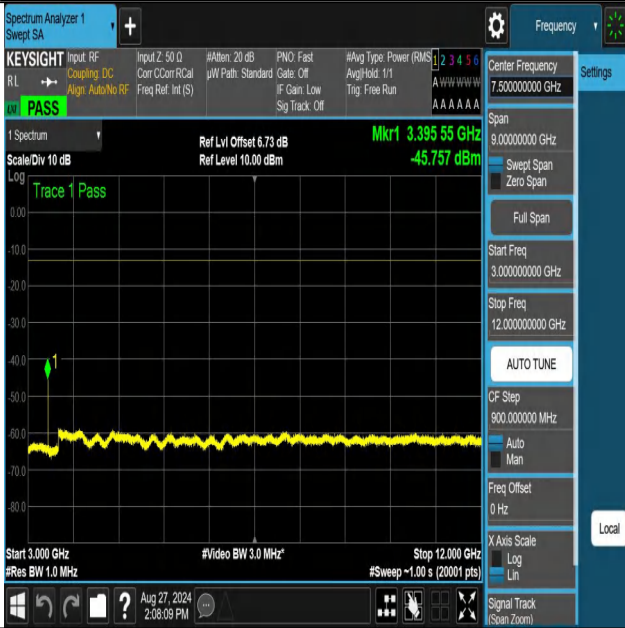 Spectrum Analyzer 1
Swept SA
+
Frequency
KEYSIGHT
RL
PASS
Input: RF
Coupling: DC
Align: Auto/No RF
Input Z: 50 Ω
Corr CCorr RCal
Freq Ref: Int (S)
#Atten: 20 dB
µW Path: Standard
PNO: Fast
Gate: Off
IF Gain: Low
Sig Track: Off
#Avg Type: Power (RMS
Avg|Hold: 1/1
Trig: Free Run
1 2 3 4 5 6
A W W W W W
A A A A A A
1 Spectrum
Scale/Div 10 dB
Ref Lvl Offset 6.73 dB
Ref Level 10.00 dBm
Mkr1 3.395 55 GHz
-45.757 dBm
Log
Trace 1 Pass
0.00
-10.0
-20.0
-30.0
-40.0
-50.0
-60.0
-70.0
-80.0
1
Start 3.000 GHz
#Res BW 1.0 MHz
#Video BW 3.0 MHz*
Stop 12.000 GHz
#Sweep ~1.00 s (20001 pts)
Aug 27, 2024
2:08:09 PM
Center Frequency
7.500000000 GHz
Span
9.00000000 GHz
Swept Span
Zero Span
Full Span
Start Freq
3.000000000 GHz
Stop Freq
12.000000000 GHz
AUTO TUNE
CF Step
900.000000 MHz
Auto
Man
Freq Offset
0 Hz
X Axis Scale
Log
Lin
Signal Track
(Span Zoom)
Settings
Local